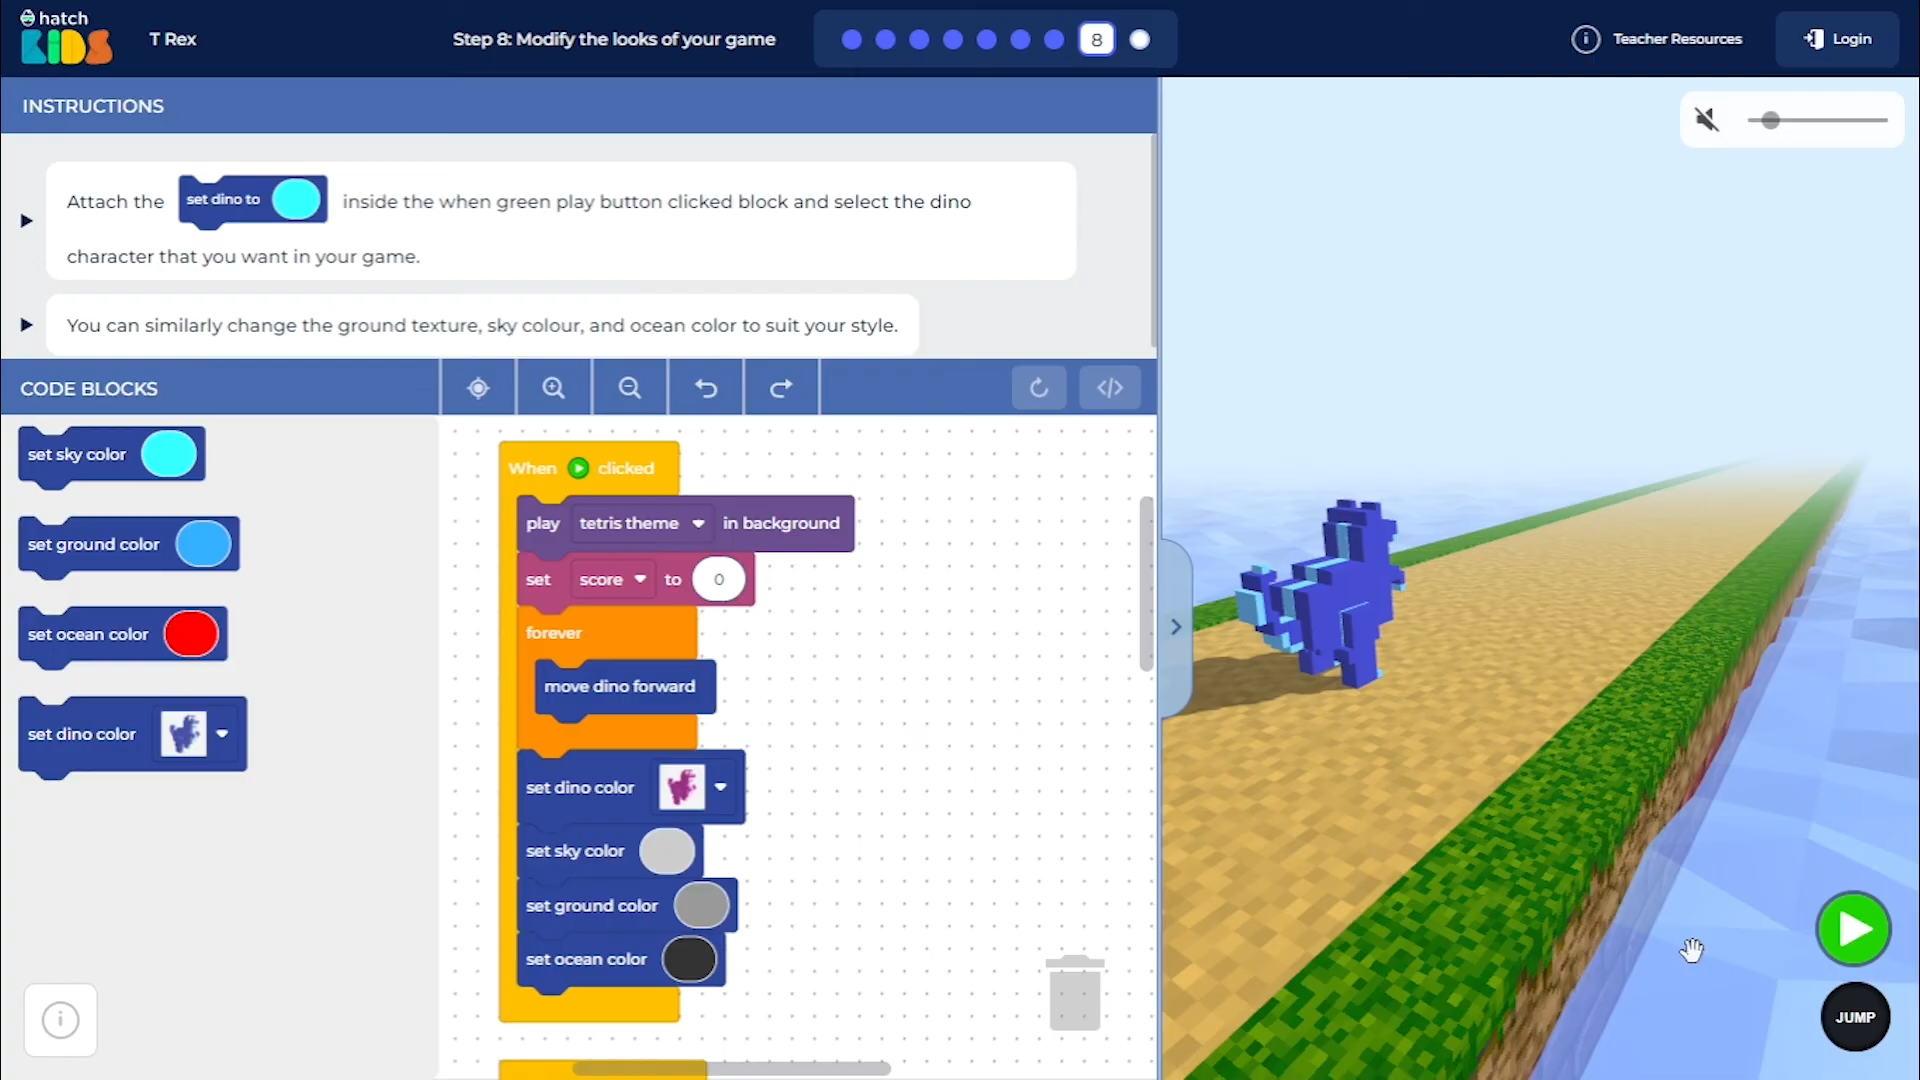 hatch
KIDS
T Rex
Step 8: Modify the looks of your game
8
Teacher Resources
Login
INSTRUCTIONS
Attach the set dino to inside the when green play button clicked block and select the dino
character that you want in your game.
You can similarly change the ground texture, sky colour, and ocean color to suit your style.
CODE BLOCKS
set sky color
set ground color
set ocean color
set dino color
When clicked
play tetris theme in background
set score to 0
forever
move dino forward
set dino color
set sky color
set ground color
set ocean color
JUMP